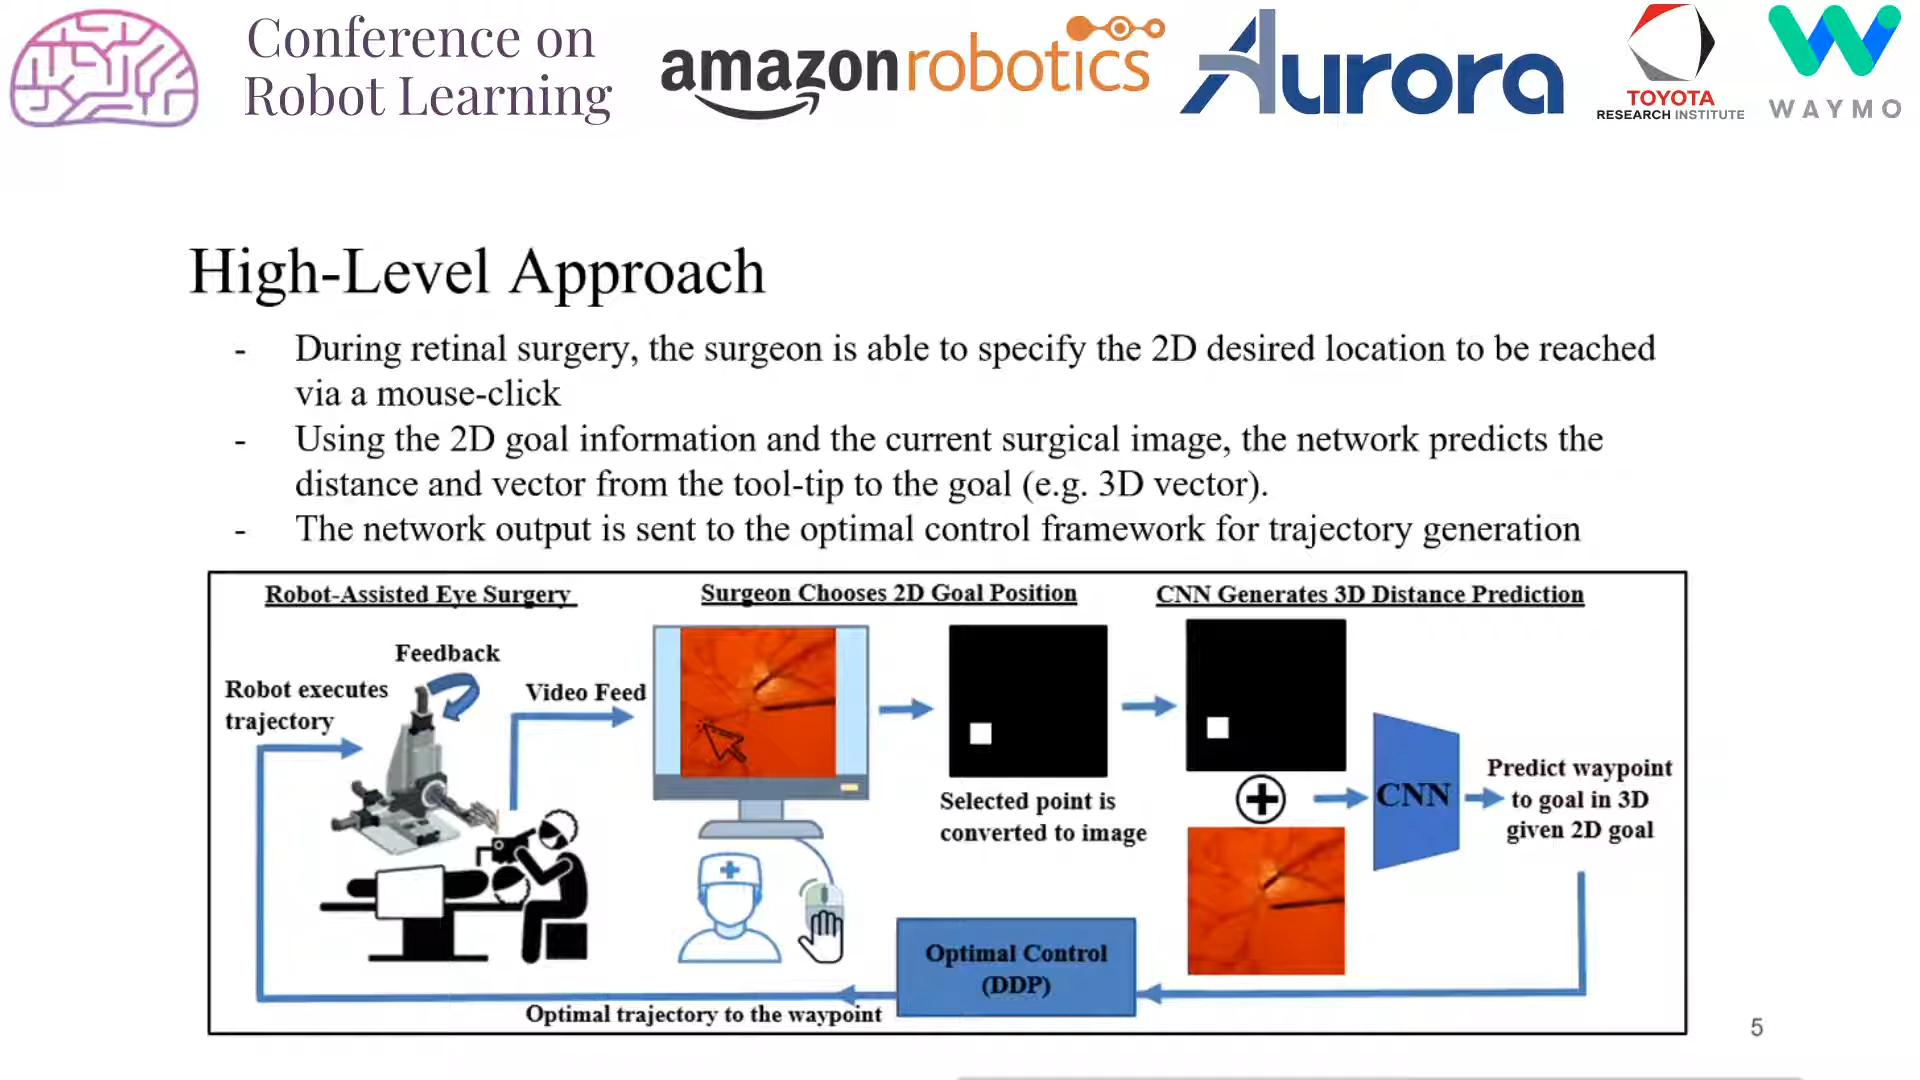 Conference on
Robot Learning
amazon robotics
Aurora
TOYOTA
RESEARCH INSTITUTE
WAYMO
High-Level Approach
- During retinal surgery, the surgeon is able to specify the 2D desired location to be reached
via a mouse-click
- Using the 2D goal information and the current surgical image, the network predicts the
distance and vector from the tool-tip to the goal (e.g. 3D vector).
- The network output is sent to the optimal control framework for trajectory generation
Robot-Assisted Eye Surgery
Surgeon Chooses 2D Goal Position
CNN Generates 3D Distance Prediction
Feedback
Robot executes
trajectory
Video Feed
Selected point is
converted to image
CNN
Predict waypoint
to goal in 3D
given 2D goal
Optimal Control
(DDP)
Optimal trajectory to the waypoint
5